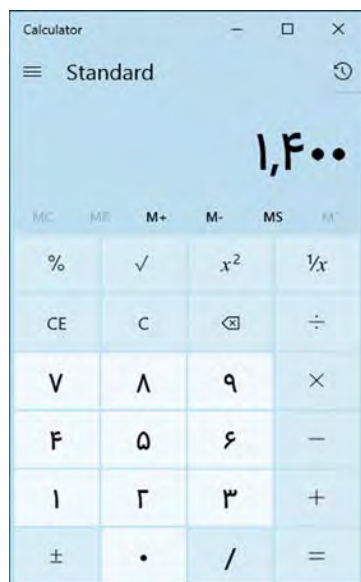 Calculator
Standard
۱,۴۰۰
MC MR M+ M- MS M˅
% √ x² ¹/x
CE C ⌫ ÷
۷ ۸ ۹ ×
۴ ۵ ۶ −
۱ ۲ ۳ +
± ۰ / =